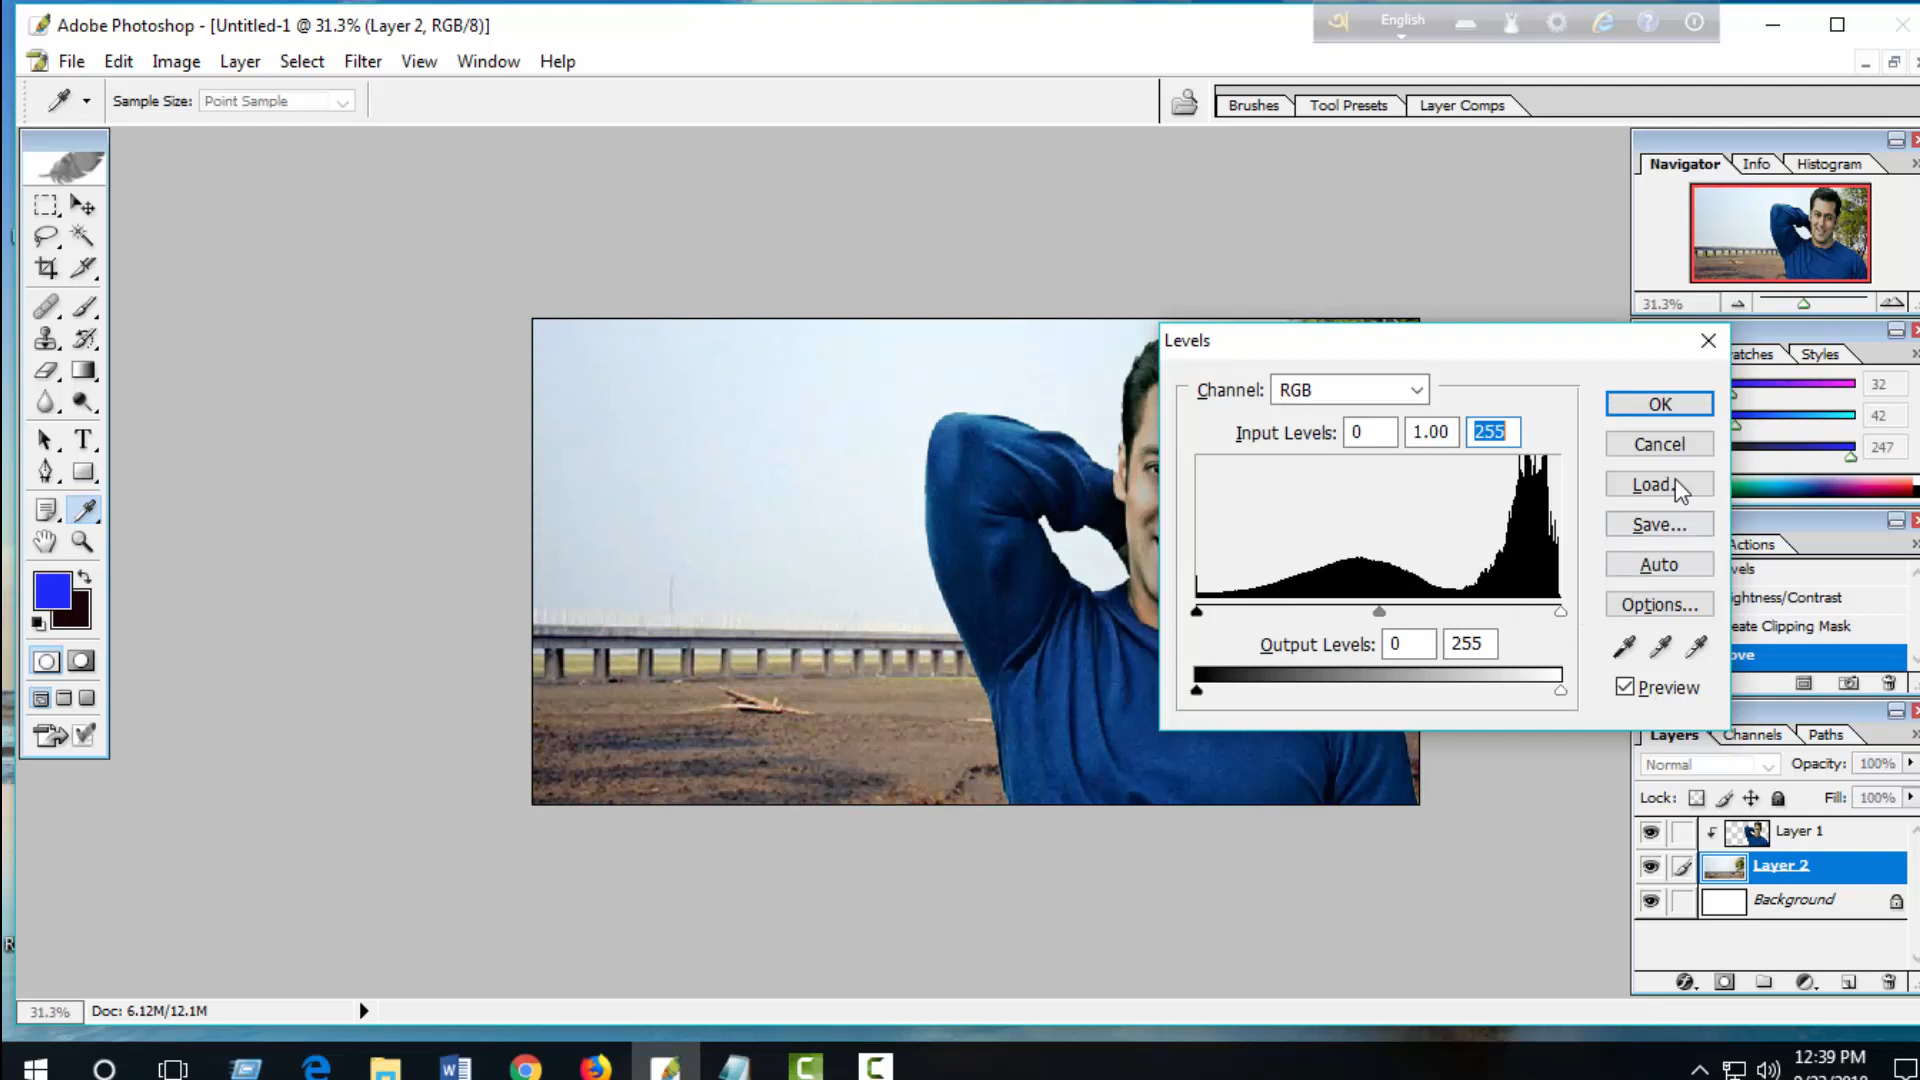 Adobe Photoshop - [Untitled-1 @ 31.3% (Layer 2, RGB/8)]
অ English
File Edit Image Layer Select Filter View Window Help
Sample Size: Point Sample
Brushes Tool Presets Layer Comps
Navigator Info Histogram
31.3%
Levels
Channel: RGB
Input Levels: 0 1.00 255
OK
Cancel
Load...
Save...
Auto
Options...
Output Levels: 0 255
Preview
atches Styles
32
42
247
Actions
vels
ightness/Contrast
eate Clipping Mask
ove
Layers Channels Paths
Normal Opacity: 100%
Lock: Fill: 100%
Layer 1
Layer 2
Background
T
31.3% Doc: 6.12M/12.1M
12:39 PM